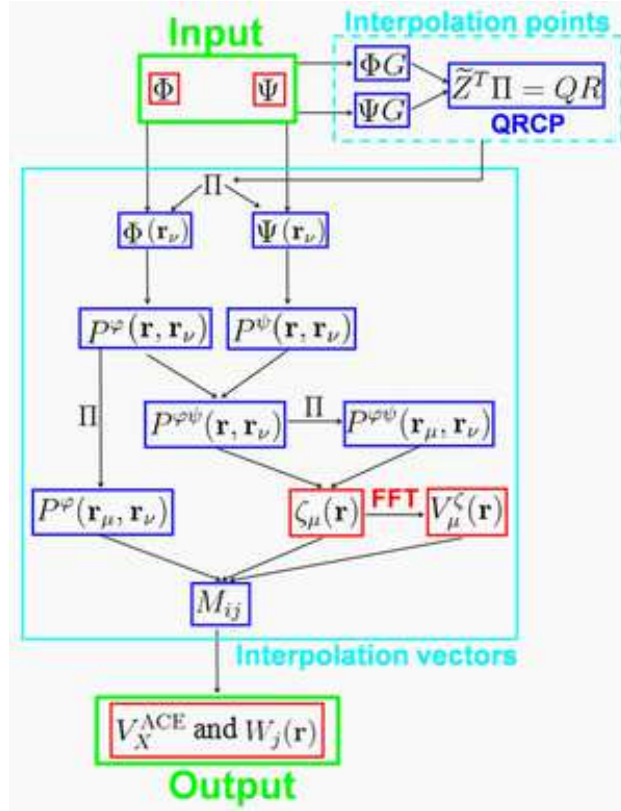 Input
Interpolation points
Φ
Ψ
ΦG
ΨG
Z̃ᵀΠ = QR
QRCP
Π
Φ(r_ν)
Ψ(r_ν)
P^φ(r, r_ν)
P^ψ(r, r_ν)
Π
P^φψ(r, r_ν)
Π
P^φψ(r_μ, r_ν)
P^φ(r_μ, r_ν)
ζ_μ(r)
FFT
V_μ^ζ(r)
M_ij
Interpolation vectors
V_X^ACE and W_j(r)
Output